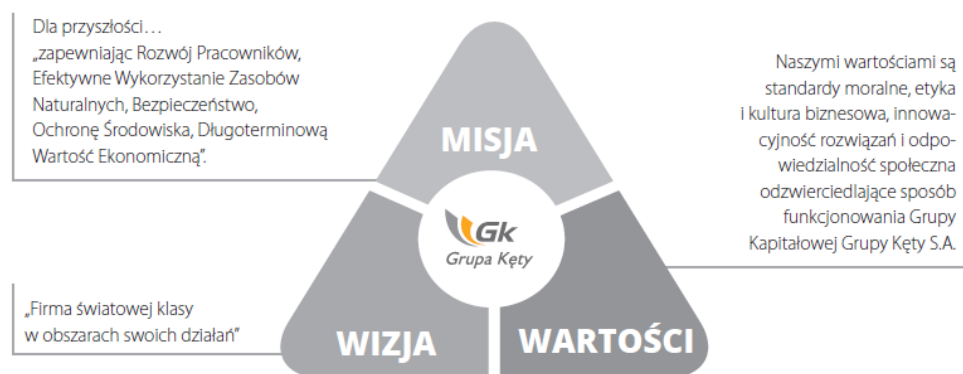 Dla przyszłości…
„zapewniając Rozwój Pracowników,
Efektywne Wykorzystanie Zasobów
Naturalnych, Bezpieczeństwo,
Ochronę Środowiska, Długoterminową
Wartość Ekonomiczną”.
MISJA
Naszymi wartościami są
standardy moralne, etyka
i kultura biznesowa, innowa-
cyjność rozwiązań i odpo-
wiedzialność społeczna
odzwierciedlające sposób
funkcjonowania Grupy
Kapitałowej Grupy Kęty S.A.
Gk
Grupa Kęty
„Firma światowej klasy
w obszarach swoich działań”
WIZJA
WARTOŚCI